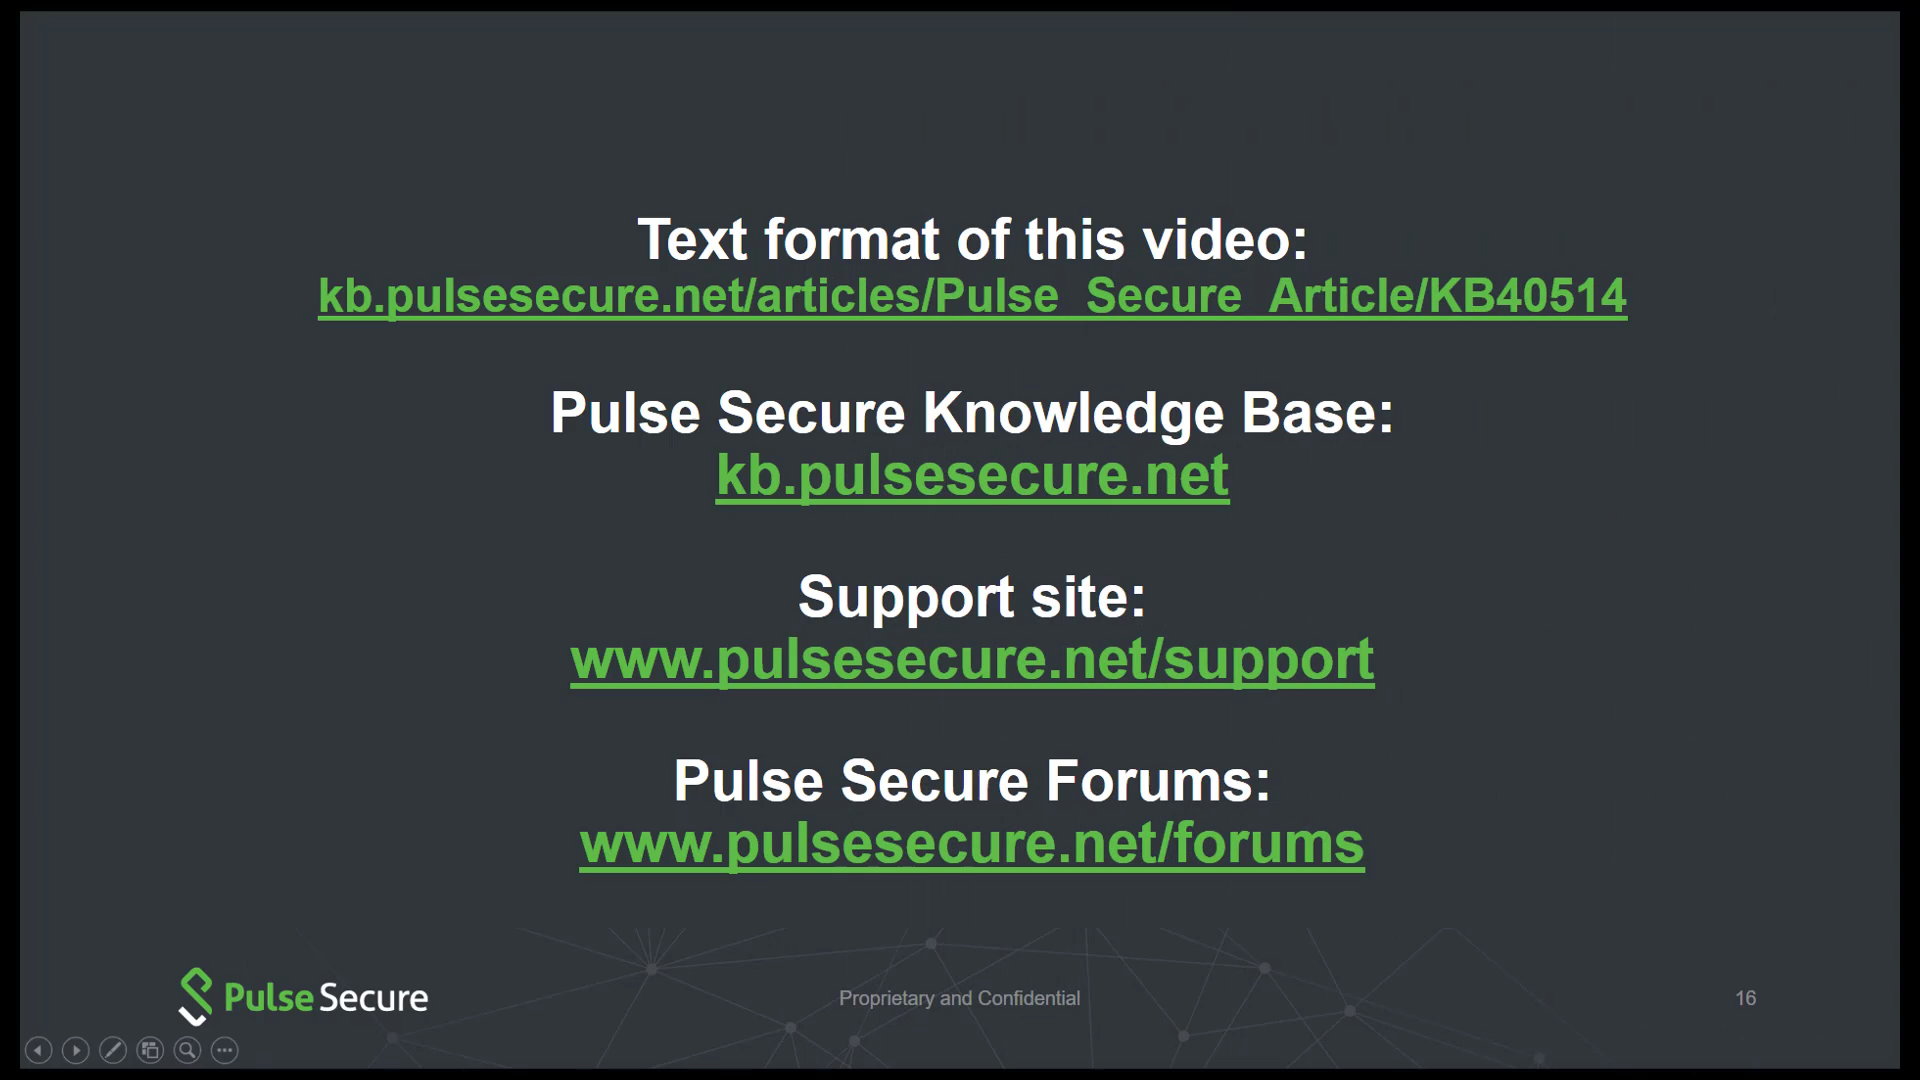 Text format of this video:
kb.pulsesecure.net/articles/Pulse_Secure_Article/KB40514
Pulse Secure Knowledge Base:
kb.pulsesecure.net
Support site:
www.pulsesecure.net/support
Pulse Secure Forums:
www.pulsesecure.net/forums
Pulse Secure
Proprietary and Confidential
16